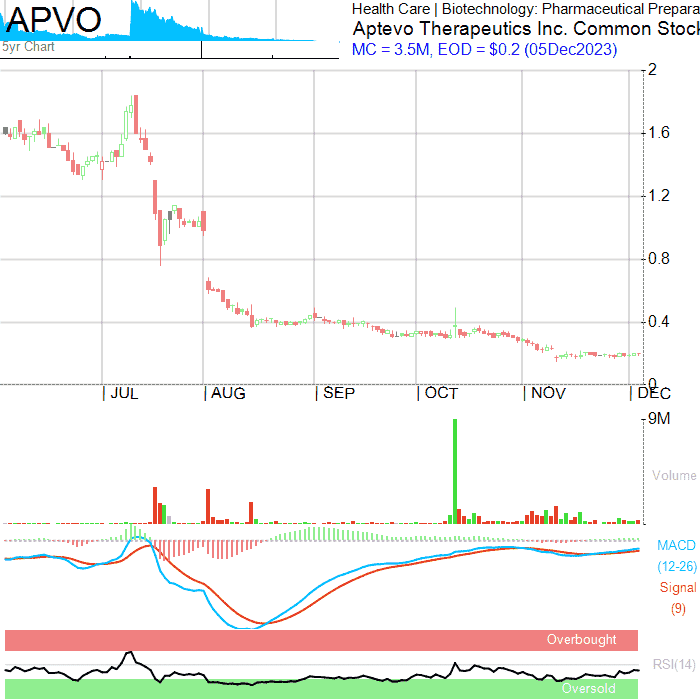 APVO
5yr Chart
Health Care | Biotechnology: Pharmaceutical Prepara
Aptevo Therapeutics Inc. Common Stock
MC = 3.5M, EOD = $0.2 (05Dec2023)
2
1.6
1.2
0.8
0.4
0
JUL AUG SEP OCT NOV DEC
9M
Volume
MACD
(12-26)
Signal
(9)
Overbought
RSI(14)
Oversold